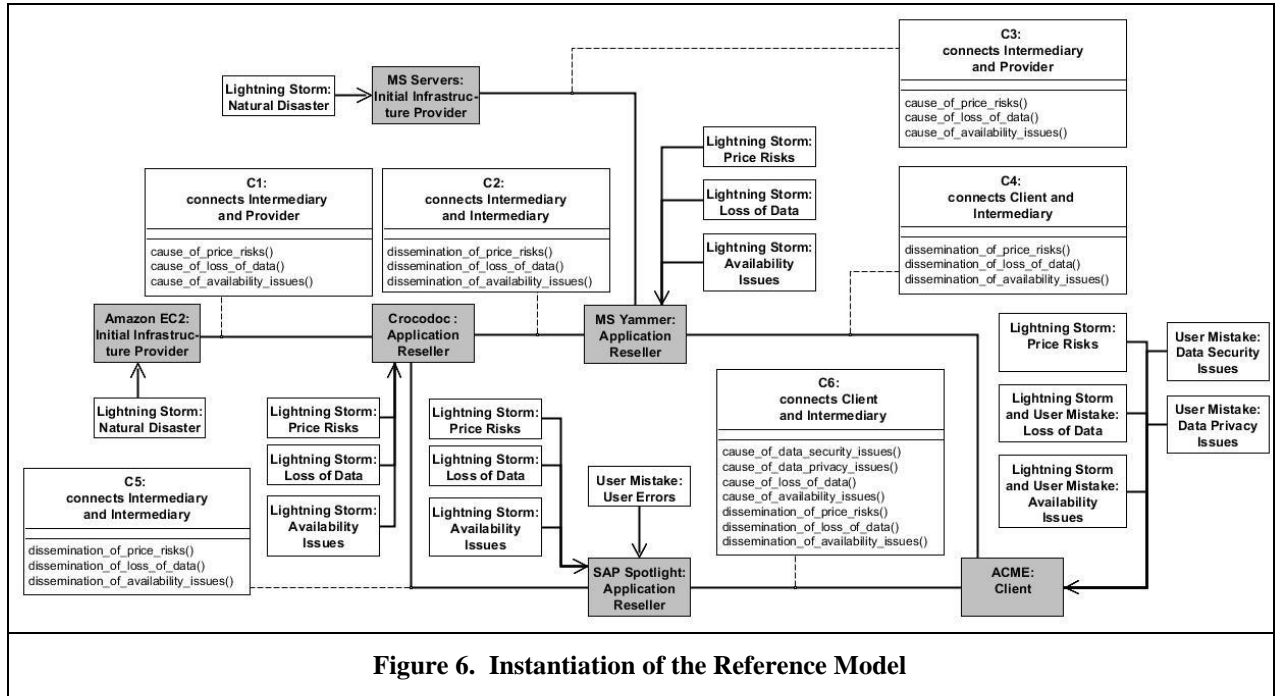 C3:
connects Intermediary
and Provider
cause_of_price_risks()
cause_of_loss_of_data()
cause_of_availability_issues()
MS Servers:
Initial Infrastruc-
ture Provider
Lightning Storm:
Natural Disaster
Lightning Storm:
Price Risks
Lightning Storm:
Loss of Data
Lightning Storm:
Availability
Issues
C1:
connects Intermediary
and Provider
cause_of_price_risks()
cause_of_loss_of_data()
cause_of_availability_issues()
C2:
connects Intermediary
and Intermediary
dissemination_of_price_risks()
dissemination_of_loss_of_data()
dissemination_of_availability_issues()
C4:
connects Client and
Intermediary
dissemination_of_price_risks()
dissemination_of_loss_of_data()
dissemination_of_availability_issues()
Amazon EC2:
Initial Infrastruc-
ture Provider
Crocodoc :
Application
Reseller
MS Yammer:
Application
Reseller
Lightning Storm:
Natural Disaster
Lightning Storm:
Price Risks
Lightning Storm:
Loss of Data
Lightning Storm:
Availability
Issues
Lightning Storm:
Price Risks
Lightning Storm:
Loss of Data
Lightning Storm:
Availability
Issues
User Mistake:
User Errors
C6:
connects Client
and Intermediary
cause_of_data_security_issues()
cause_of_data_privacy_issues()
cause_of_loss_of_data()
cause_of_availability_issues()
dissemination_of_price_risks()
dissemination_of_loss_of_data()
dissemination_of_availability_issues()
Lightning Storm:
Price Risks
Lightning Storm
and User Mistake:
Loss of Data
Lightning Storm
and User Mistake:
Availability
Issues
User Mistake:
Data Security
Issues
User Mistake:
Data Privacy
Issues
C5:
connects Intermediary
and Intermediary
dissemination_of_price_risks()
dissemination_of_loss_of_data()
dissemination_of_availability_issues()
SAP Spotlight:
Application
Reseller
ACME:
Client
Figure 6. Instantiation of the Reference Model